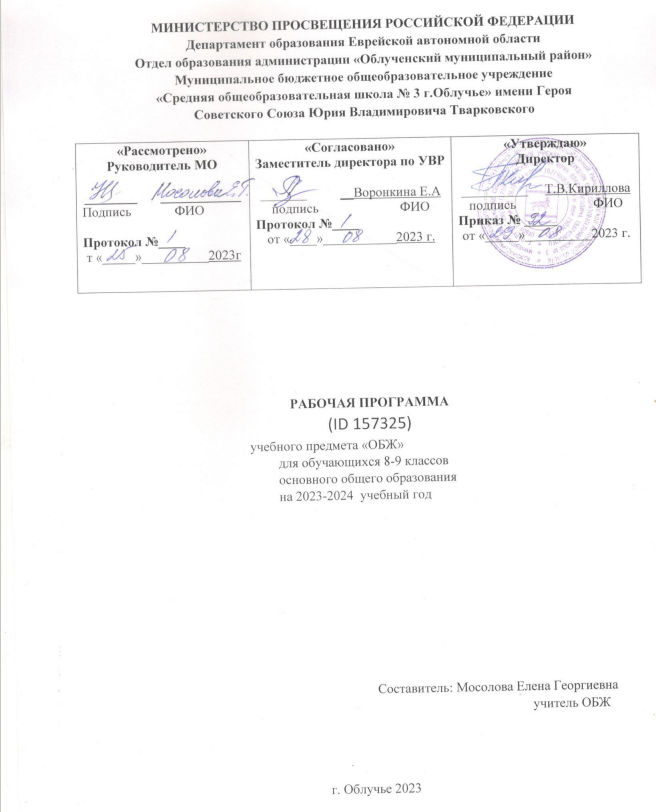 МИНИСТЕРСТВО ПРОСВЕЩЕНИЯ РОССИЙСКОЙ ФЕДЕРАЦИИ
Департамент образования Еврейской автономной области
Отдел образования администрации «Облученский муниципальный район»
Муниципальное бюджетное общеобразовательное учреждение
«Средняя общеобразовательная школа № 3 г.Облучье» имени Героя
Советского Союза Юрия Владимировича Тварковского
«Рассмотрено»
Руководитель МО
Мосолова Е.Г.
Подпись ФИО
Протокол № 1
т « 25 » 08 2023г
«Согласовано»
Заместитель директора по УВР
Воронкина Е.А
подпись ФИО
Протокол № 1
от « 28 » 08 2023 г.
«Утверждаю»
Директор
Т.В.Кириллова
подпись ФИО
Приказ № 92
от « 29 » 08 2023 г.
РАБОЧАЯ ПРОГРАММА
(ID 157325)
учебного предмета «ОБЖ»
для обучающихся 8-9 классов
основного общего образования
на 2023-2024 учебный год
Составитель: Мосолова Елена Георгиевна
учитель ОБЖ
г. Облучье 2023